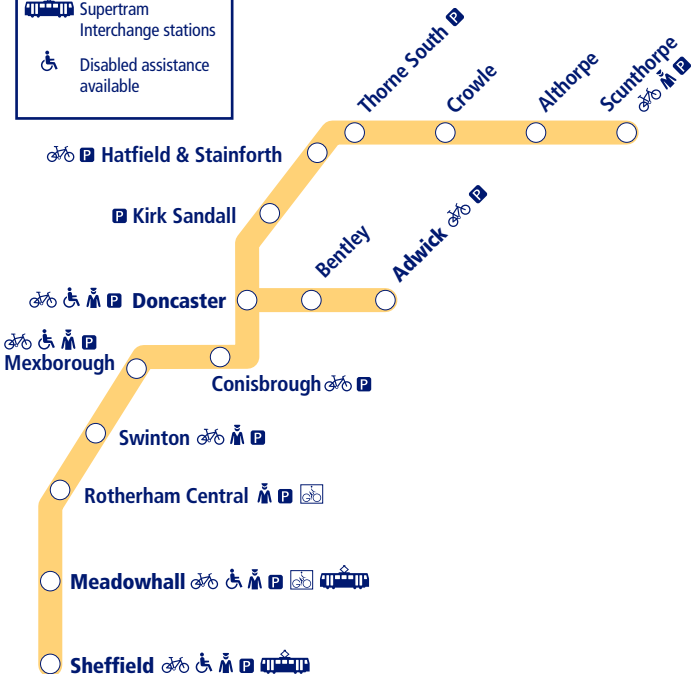 Supertram
Interchange stations
Disabled assistance
available
Thorne South P
Crowle
Althorpe
Scunthorpe
P
P Hatfield & Stainforth
P Kirk Sandall
Bentley
Adwick P
P Doncaster
P
Mexborough
Conisbrough P
Swinton P
Rotherham Central P
Meadowhall P
Sheffield P